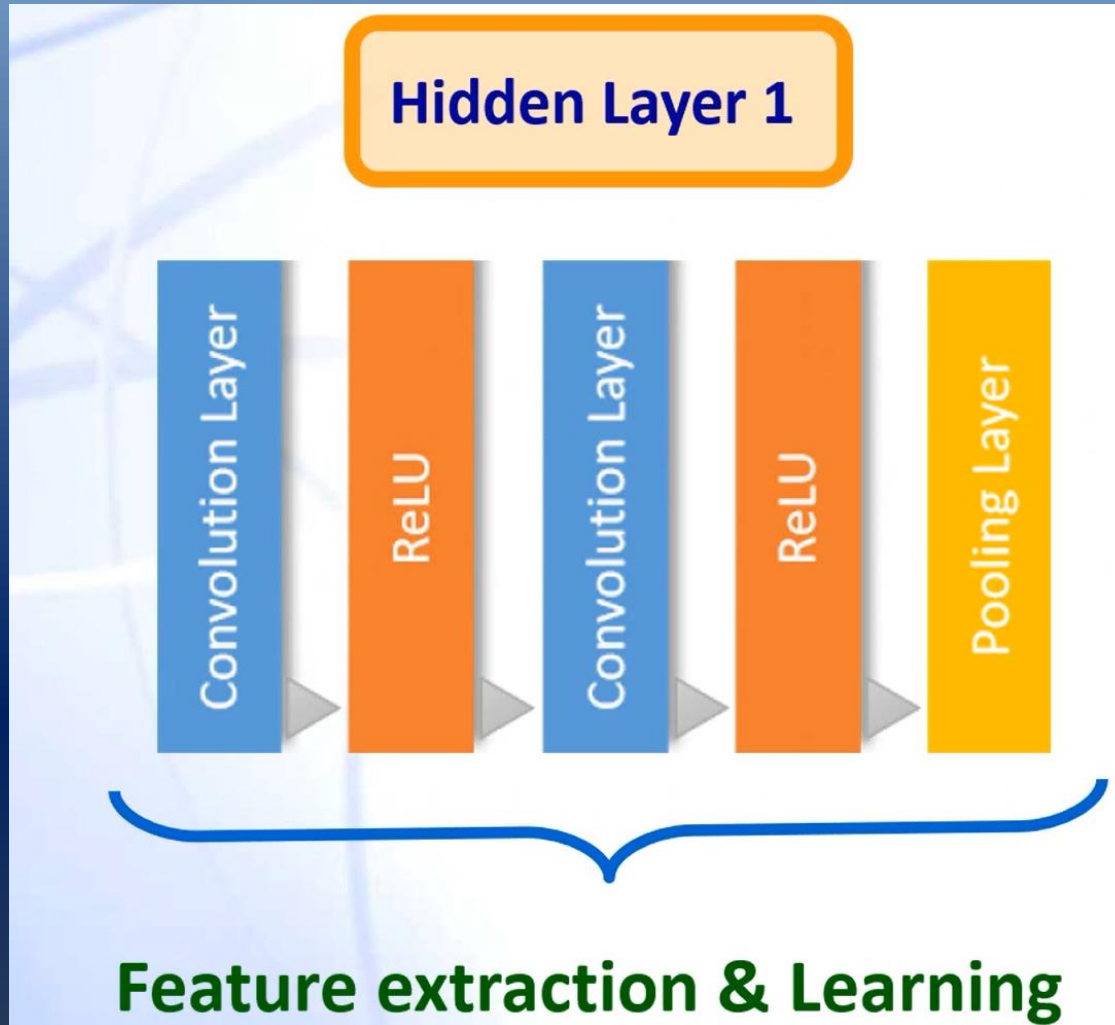 Hidden Layer 1
Convolution Layer
ReLU
Convolution Layer
ReLU
Pooling Layer
Feature extraction & Learning